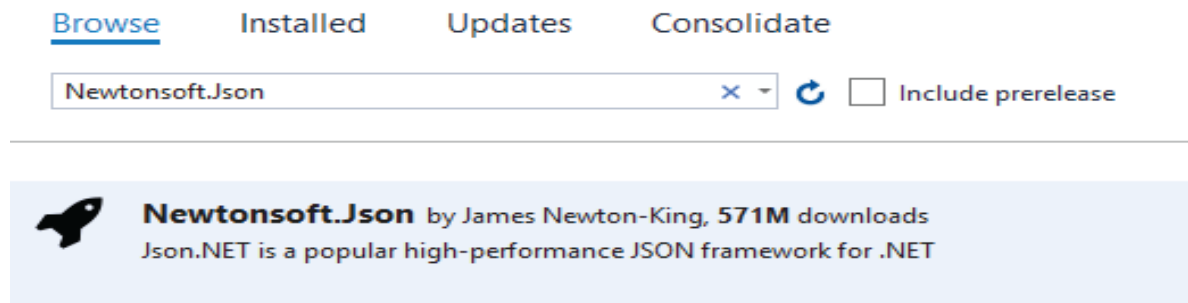 Browse Installed Updates Consolidate
Newtonsoft.Json Include prerelease
Newtonsoft.Json by James Newton-King, 571M downloads
Json.NET is a popular high-performance JSON framework for .NET